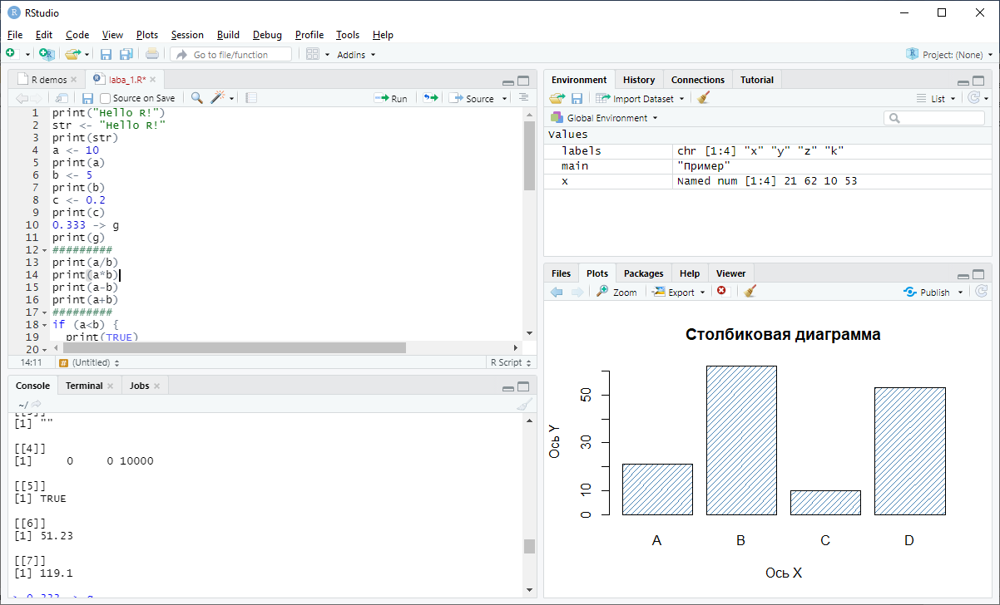 RStudio
File Edit Code View Plots Session Build Debug Profile Tools Help
Go to file/function Addins Project: (None)
R demos laba_1.R*
Source on Save Run Source
1 print("Hello R!")
2 str <- "Hello R!"
3 print(str)
4 a <- 10
5 print(a)
6 b <- 5
7 print(b)
8 c <- 0.2
9 print(c)
10 0.333 -> g
11 print(g)
12 #########
13 print(a/b)
14 print(a*b)
15 print(a-b)
16 print(a+b)
17 #########
18 if (a<b) {
19 print(TRUE)
20
14:11 (Untitled) R Script
Console Terminal Jobs
~/
[1] ""
[[4]]
[1] 0 0 10000
[[5]]
[1] TRUE
[[6]]
[1] 51.23
[[7]]
[1] 119.1
> 0.333 -> g
Environment History Connections Tutorial
Import Dataset List
Global Environment
Values
labels chr [1:4] "x" "y" "z" "k"
main "Пример"
x Named num [1:4] 21 62 10 53
Files Plots Packages Help Viewer
Zoom Export Publish
Столбиковая диаграмма
Ось Y
50
30
10
0
A B C D
Ось X